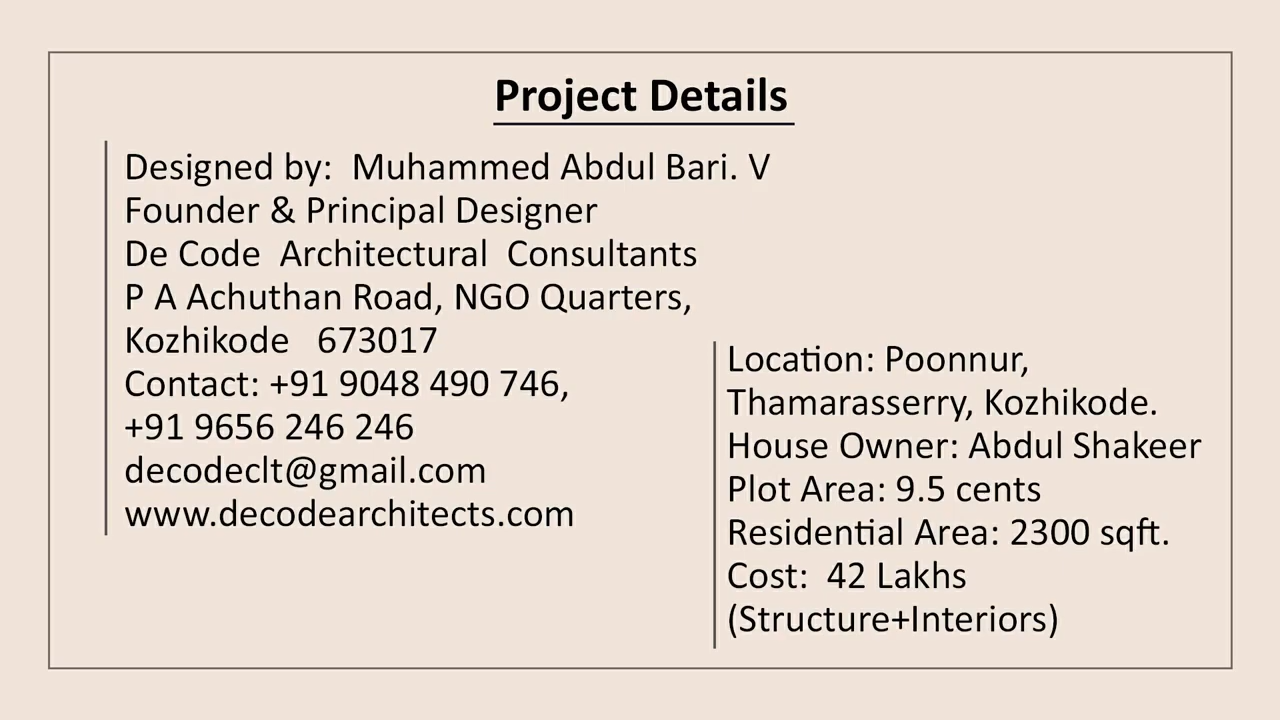 Project Details
Designed by: Muhammed Abdul Bari. V
Founder & Principal Designer
De Code Architectural Consultants
P A Achuthan Road, NGO Quarters,
Kozhikode 673017
Contact: +91 9048 490 746,
+91 9656 246 246
decodeclt@gmail.com
www.decodearchitects.com
Location: Poonnur,
Thamarasserry, Kozhikode.
House Owner: Abdul Shakeer
Plot Area: 9.5 cents
Residential Area: 2300 sqft.
Cost: 42 Lakhs
(Structure+Interiors)